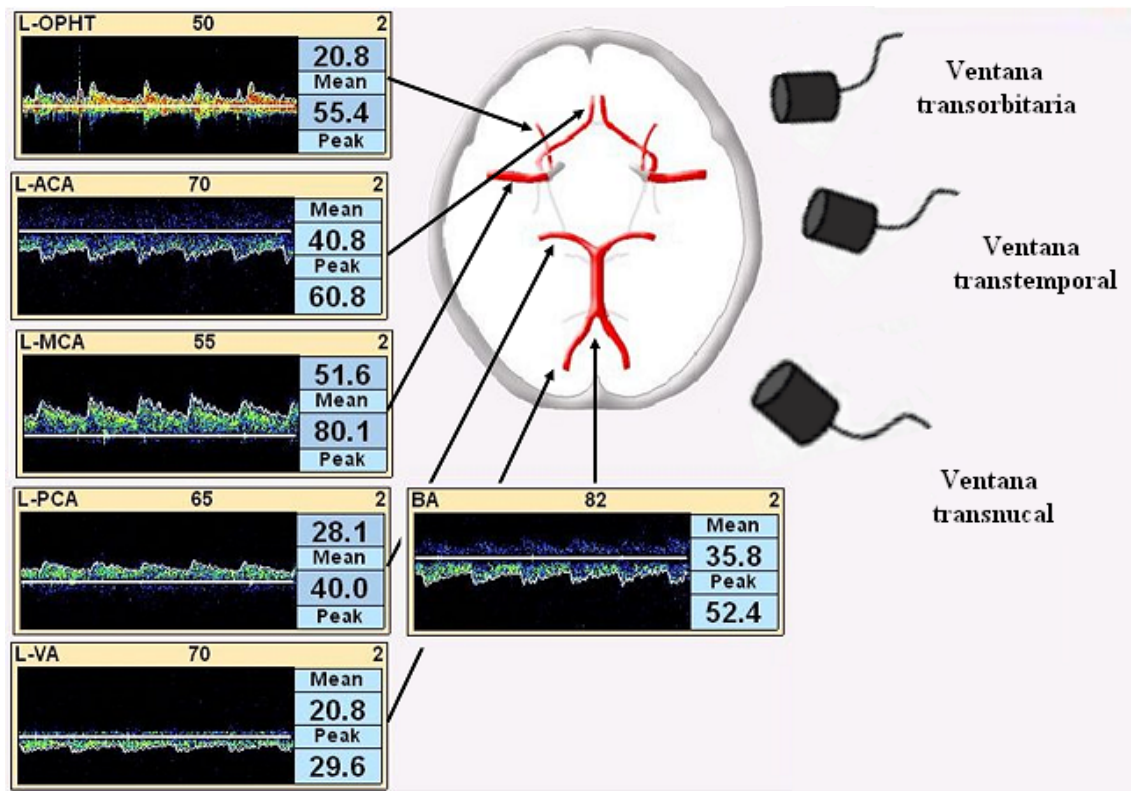 L-OPHT 50 2
20.8
Mean
55.4
Peak
L-ACA 70 2
Mean
40.8
Peak
60.8
L-MCA 55 2
51.6
Mean
80.1
Peak
L-PCA 65 2
28.1
Mean
40.0
Peak
L-VA 70 2
Mean
20.8
Peak
29.6
BA 82 2
Mean
35.8
Peak
52.4
Ventana
transorbitaria
Ventana
transtemporal
Ventana
transnucal